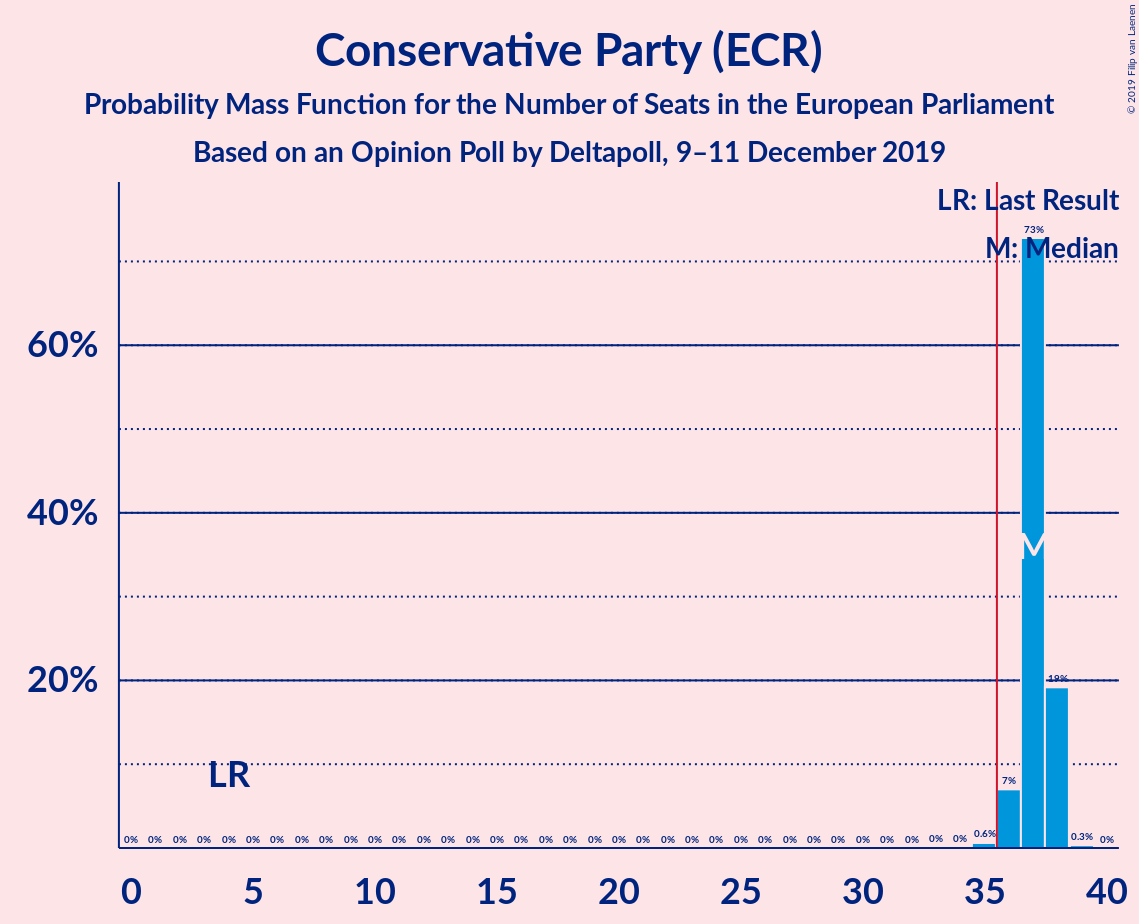 Conservative Party (ECR)
Probability Mass Function for the Number of Seats in the European Parliament
Based on an Opinion Poll by Deltapoll, 9–11 December 2019
© 2019 Filip van Laenen
LR: Last Result
M: Median
73%
60%
40%
M
20%
19%
LR
7%
0% 0% 0% 0% 0% 0% 0% 0% 0% 0% 0% 0% 0% 0% 0% 0% 0% 0% 0% 0% 0% 0% 0% 0% 0% 0% 0% 0% 0% 0% 0% 0% 0% 0% 0% 0.6% 0.3% 0%
0 5 10 15 20 25 30 35 40